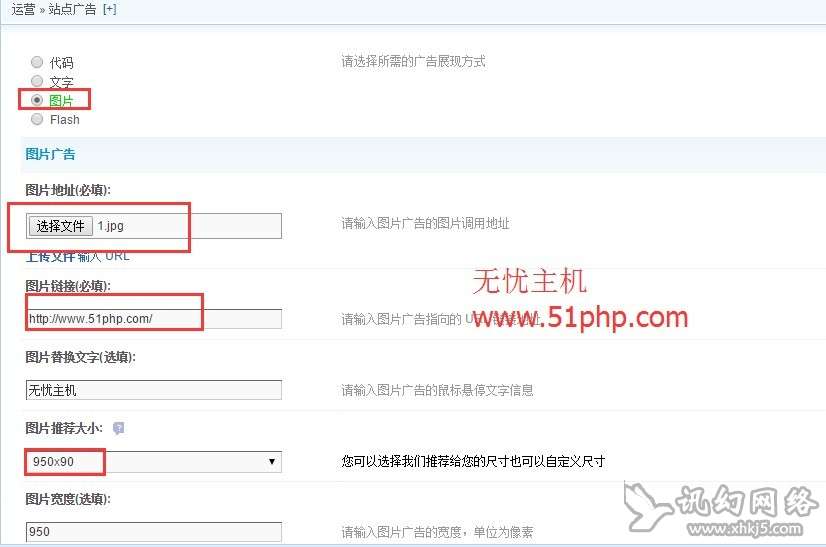 运营 » 站点广告 [+]
代码 请选择所需的广告展现方式
文字
图片
Flash
图片广告
图片地址(必填):
选择文件 1.jpg 请输入图片广告的图片调用地址
上传文件 输入 URL
图片链接(必填):
无忧主机
http://www.51php.com/ 请输入图片广告指向的 URL 链接地址
www.51php.com
图片替换文字(选填):
无忧主机 请输入图片广告的鼠标悬停文字信息
图片推荐大小: ?
950x90 您可以选择我们推荐给您的尺寸也可以自定义尺寸
图片宽度(选填):
讯幻网络
950 请输入图片广告的宽度，单位为像素
www.xhkj5.com